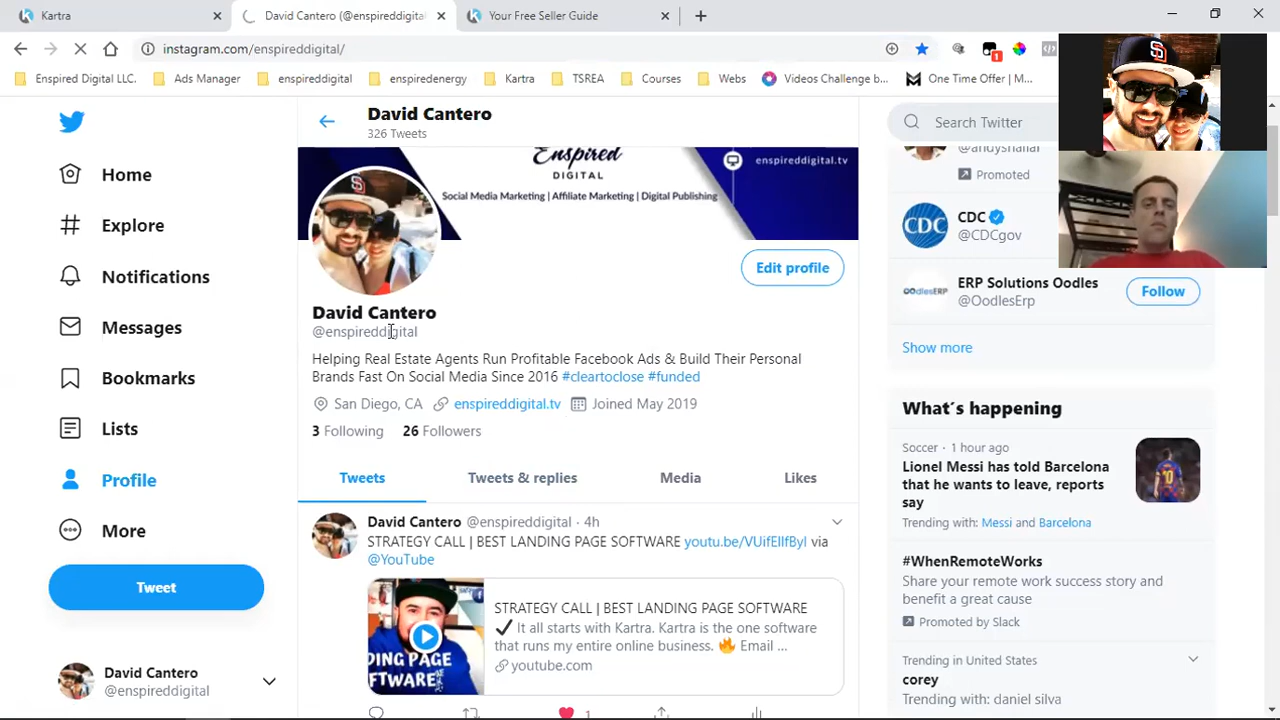 Kartra
David Cantero (@enspireddigital
Your Free Seller Guide
instagram.com/enspireddigital/
Enspired Digital LLC.
Ads Manager
enspireddigital
enspiredenergy
Kartra
TSREA
Courses
Webs
Videos Challenge b...
One Time Offer | M...
Home
Explore
Notifications
Messages
Bookmarks
Lists
Profile
More
Tweet
David Cantero
@enspireddigital
David Cantero
326 Tweets
Enspired
DIGITAL
enspireddigital.tv
Social Media Marketing | Affiliate Marketing | Digital Publishing
Edit profile
David Cantero
@enspireddigital
Helping Real Estate Agents Run Profitable Facebook Ads & Build Their Personal
Brands Fast On Social Media Since 2016 #cleartoclose #funded
San Diego, CA enspireddigital.tv Joined May 2019
3 Following 26 Followers
Tweets
Tweets & replies
Media
Likes
David Cantero @enspireddigital · 4h
STRATEGY CALL | BEST LANDING PAGE SOFTWARE youtu.be/VUifEllfByl via
@YouTube
DING PAGE
FTWARE
STRATEGY CALL | BEST LANDING PAGE SOFTWARE
It all starts with Kartra. Kartra is the one software
that runs my entire online business. 🔥 Email ...
youtube.com
1
Search Twitter
Promoted
CDC
@CDCgov
OodlesERP
ERP Solutions Oodles
@OodlesErp
Follow
Show more
What´s happening
Soccer · 1 hour ago
Lionel Messi has told Barcelona
that he wants to leave, reports
say
Trending with: Messi and Barcelona
#WhenRemoteWorks
Share your remote work success story and
benefit a great cause
Promoted by Slack
Trending in United States
corey
Trending with: daniel silva